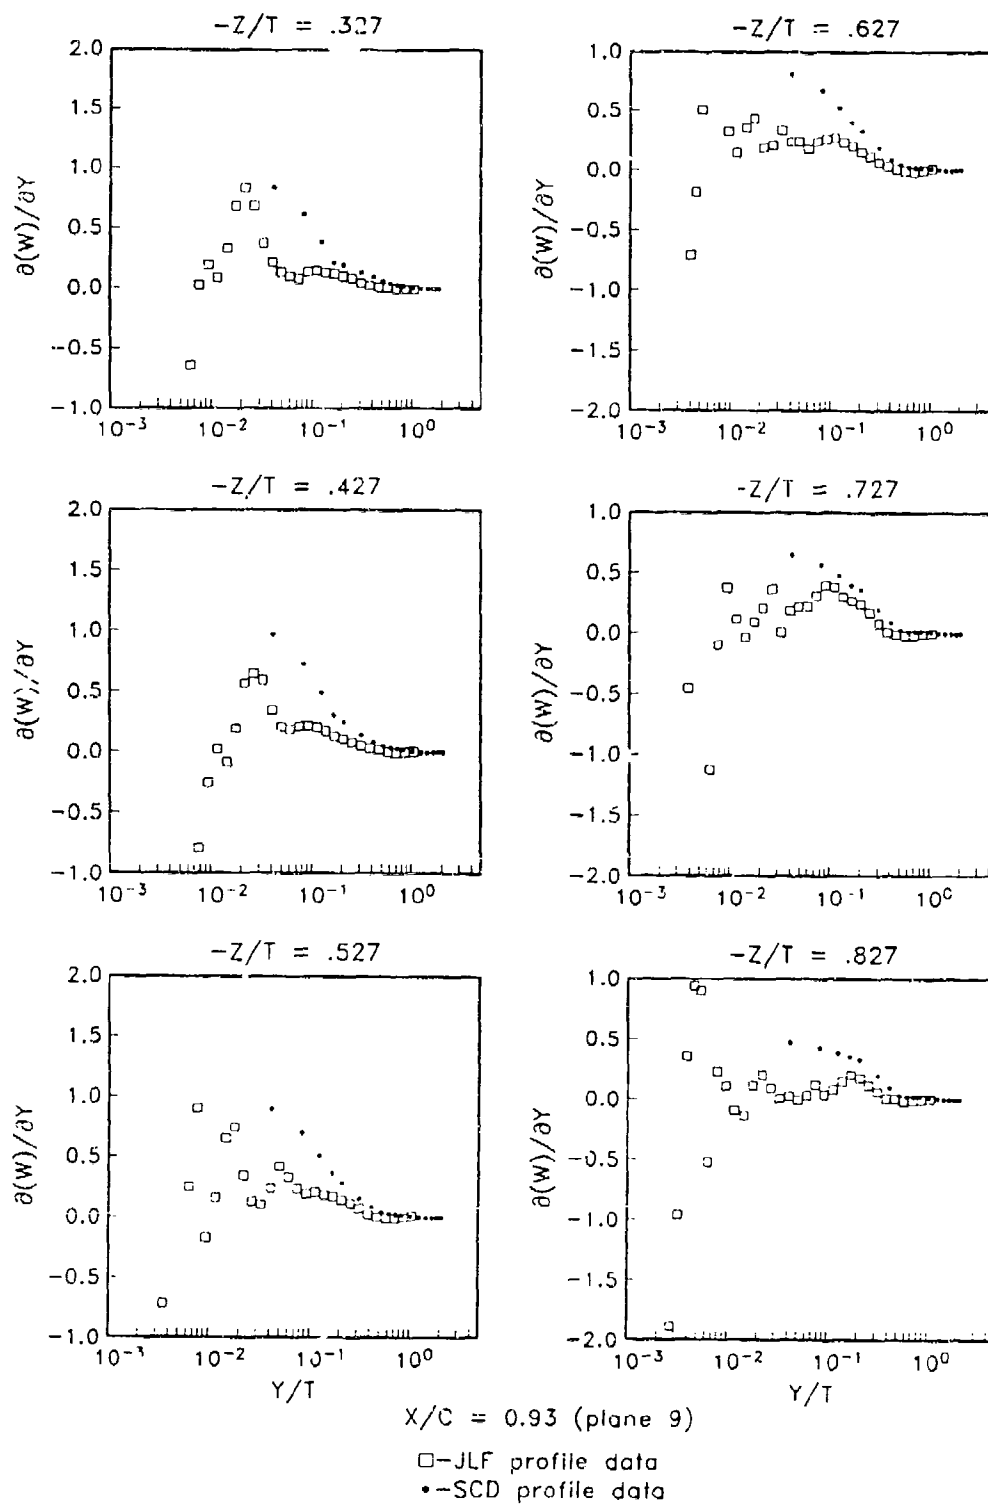 -Z/T = .327
2.0
1.5
1.0
0.5
0.0
-0.5
-1.0
∂(W)/∂Y
10⁻³ 10⁻² 10⁻¹ 10⁰
-Z/T = .627
1.0
0.5
0.0
-0.5
-1.0
-1.5
-2.0
∂(W)/∂Y
10⁻³ 10⁻² 10⁻¹ 10⁰
-Z/T = .427
2.0
1.5
1.0
0.5
0.0
-0.5
-1.0
∂(W)/∂Y
10⁻³ 10⁻² 10⁻¹ 10⁰
-Z/T = .727
1.0
0.5
0.0
-0.5
-1.0
-1.5
-2.0
∂(W)/∂Y
10⁻³ 10⁻² 10⁻¹ 10⁰
-Z/T = .527
2.0
1.5
1.0
0.5
0.0
-0.5
-1.0
∂(W)/∂Y
10⁻³ 10⁻² 10⁻¹ 10⁰
Y/T
-Z/T = .827
1.0
0.5
0.0
-0.5
-1.0
-1.5
-2.0
∂(W)/∂Y
10⁻³ 10⁻² 10⁻¹ 10⁰
Y/T
X/C = 0.93 (plane 9)
□-JLF profile data
•-SCD profile data